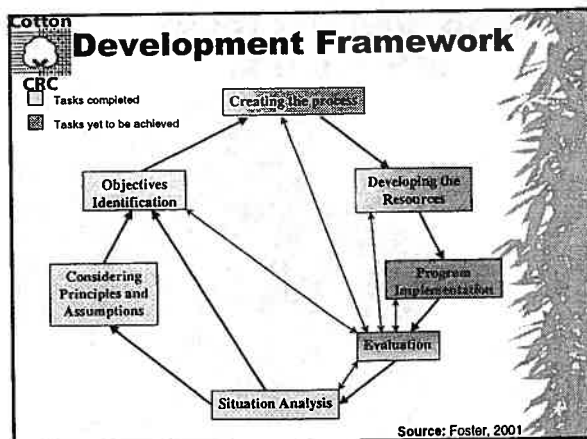 Cotton
CRC
Development Framework
Tasks completed
Tasks yet to be achieved
Creating the process
Objectives
Identification
Developing the
Resources
Considering
Principles and
Assumptions
Program
Implementation
Evaluation
Situation Analysis
Source: Foster, 2001